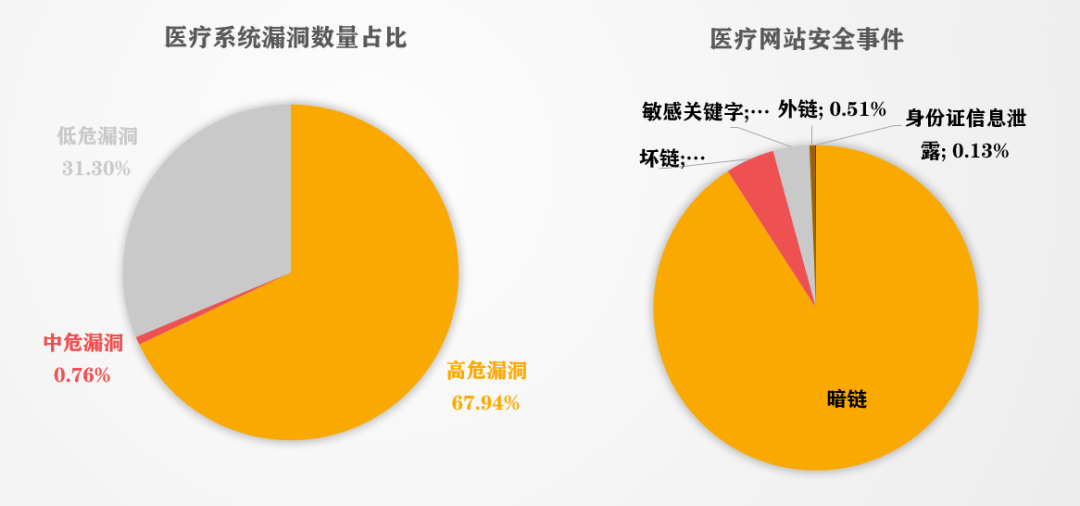 医疗系统漏洞数量占比
低危漏洞
31.30%
中危漏洞
0.76%
高危漏洞
67.94%
医疗网站安全事件
敏感关键字;…
外链; 0.51%
身份证信息泄
露; 0.13%
坏链;…
暗链